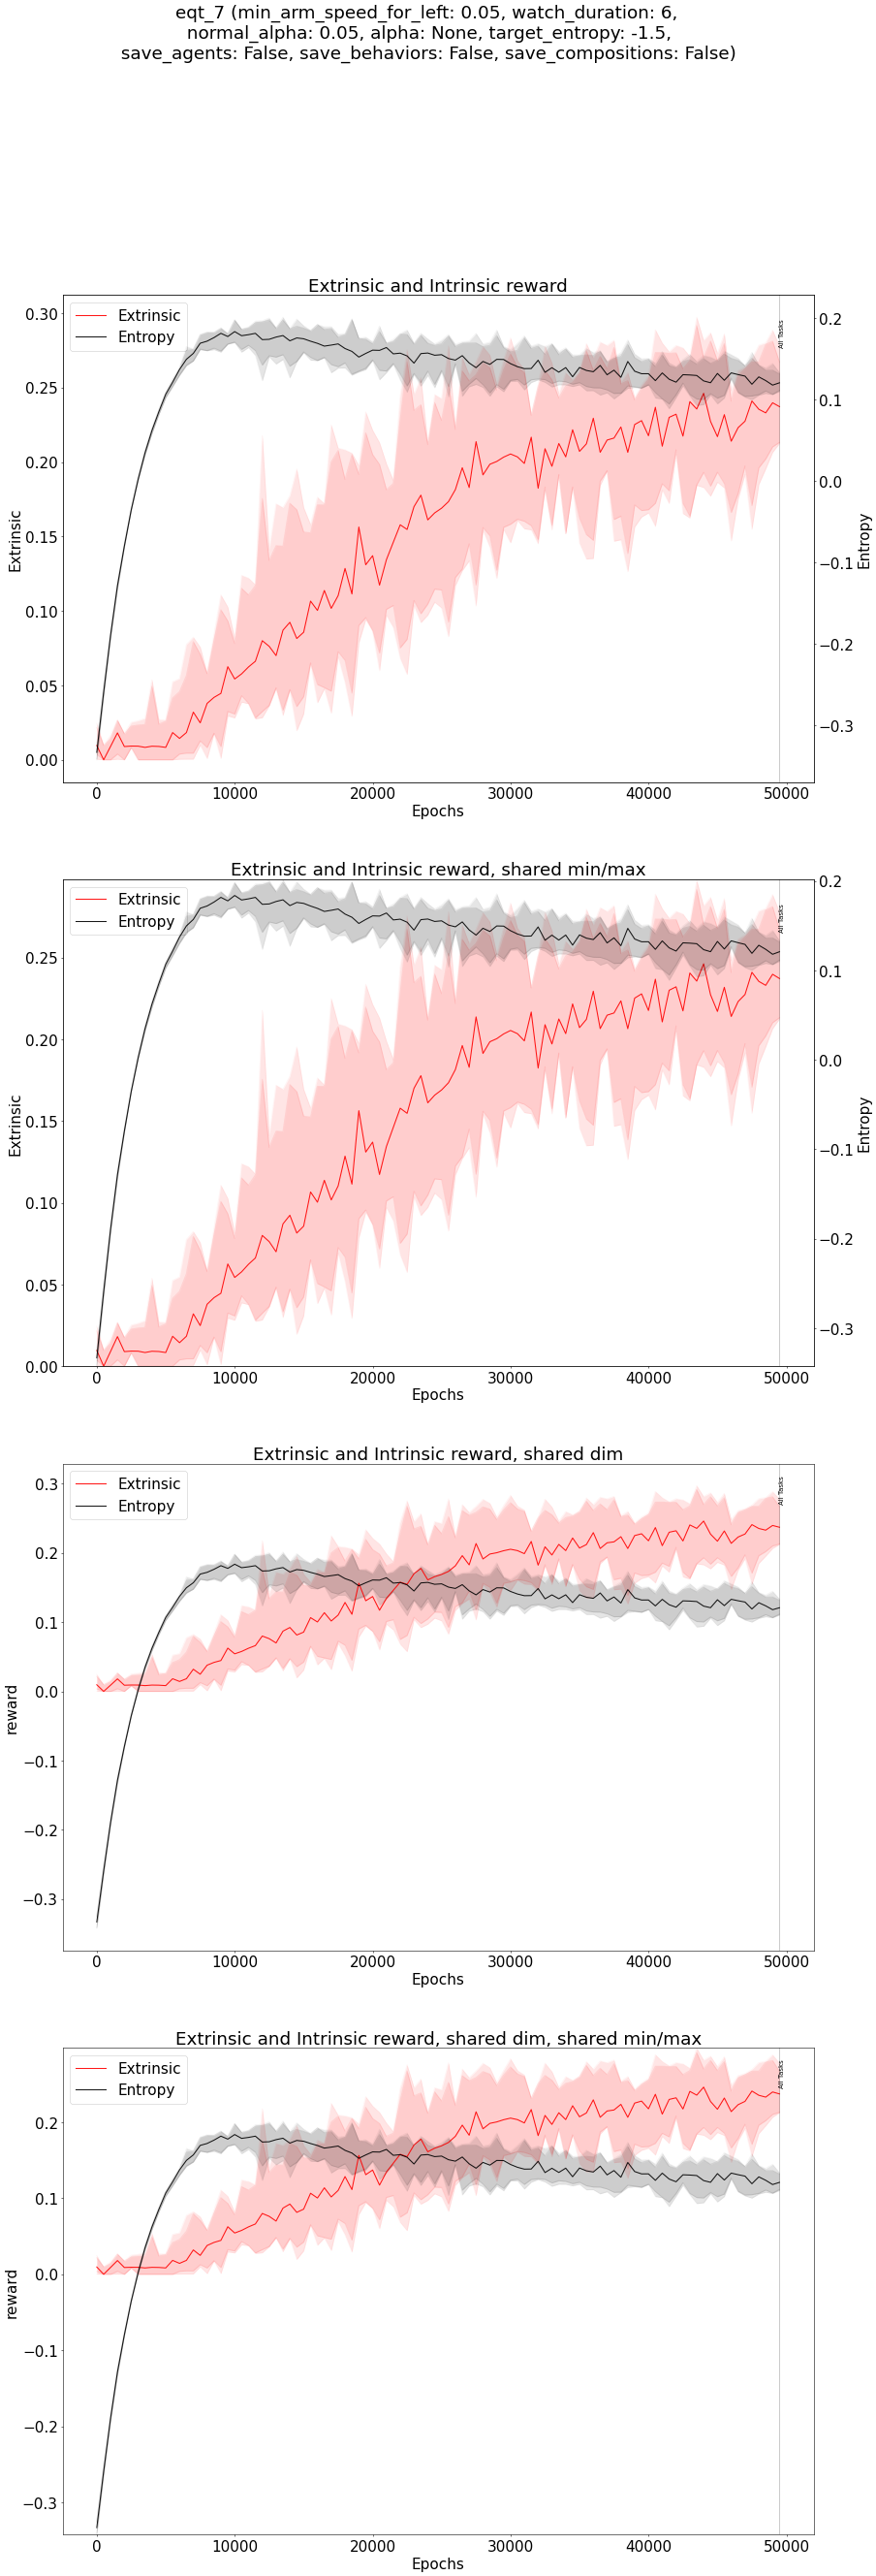 eqt_7 (min_arm_speed_for_left: 0.05, watch_duration: 6,
normal_alpha: 0.05, alpha: None, target_entropy: -1.5,
save_agents: False, save_behaviors: False, save_compositions: False)
Extrinsic and Intrinsic reward
Extrinsic
Entropy
All Tasks
0.30
0.25
0.20
0.15
0.10
0.05
0.00
Extrinsic
0.2
0.1
0.0
−0.1
−0.2
−0.3
Entropy
0 10000 20000 30000 40000 50000
Epochs
Extrinsic and Intrinsic reward, shared min/max
Extrinsic
Entropy
All Tasks
0.25
0.20
0.15
0.10
0.05
0.00
Extrinsic
0.2
0.1
0.0
−0.1
−0.2
−0.3
Entropy
0 10000 20000 30000 40000 50000
Epochs
Extrinsic and Intrinsic reward, shared dim
Extrinsic
Entropy
All Tasks
0.3
0.2
0.1
0.0
−0.1
−0.2
−0.3
reward
0 10000 20000 30000 40000 50000
Epochs
Extrinsic and Intrinsic reward, shared dim, shared min/max
Extrinsic
Entropy
All Tasks
0.2
0.1
0.0
−0.1
−0.2
−0.3
reward
0 10000 20000 30000 40000 50000
Epochs